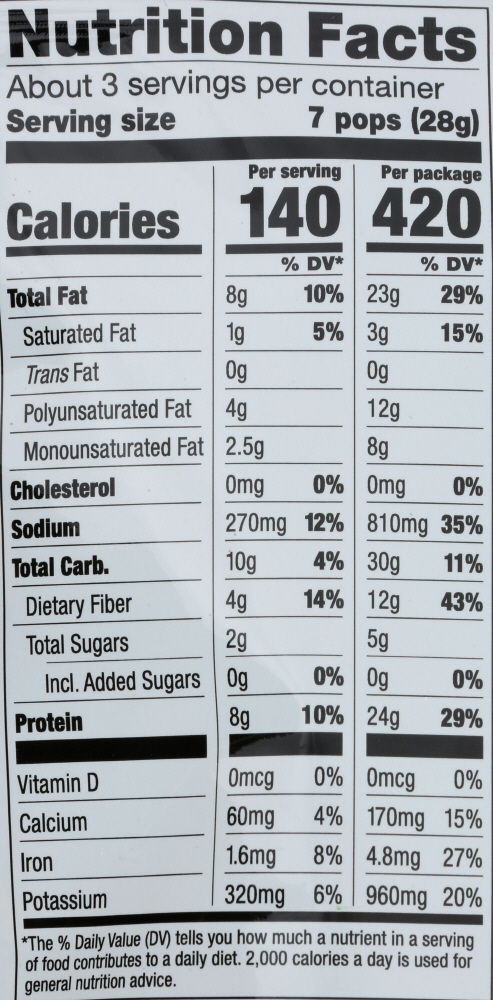 Nutrition Facts
About 3 servings per container
Serving size 7 pops (28g)
Per serving Per package
Calories 140 420
% DV* % DV*
Total Fat 8g 10% 23g 29%
Saturated Fat 1g 5% 3g 15%
Trans Fat 0g 0g
Polyunsaturated Fat 4g 12g
Monounsaturated Fat 2.5g 8g
Cholesterol 0mg 0% 0mg 0%
Sodium 270mg 12% 810mg 35%
Total Carb. 10g 4% 30g 11%
Dietary Fiber 4g 14% 12g 43%
Total Sugars 2g 5g
Incl. Added Sugars 0g 0% 0g 0%
Protein 8g 10% 24g 29%
Vitamin D 0mcg 0% 0mcg 0%
Calcium 60mg 4% 170mg 15%
Iron 1.6mg 8% 4.8mg 27%
Potassium 320mg 6% 960mg 20%
*The % Daily Value (DV) tells you how much a nutrient in a serving
of food contributes to a daily diet. 2,000 calories a day is used for
general nutrition advice.